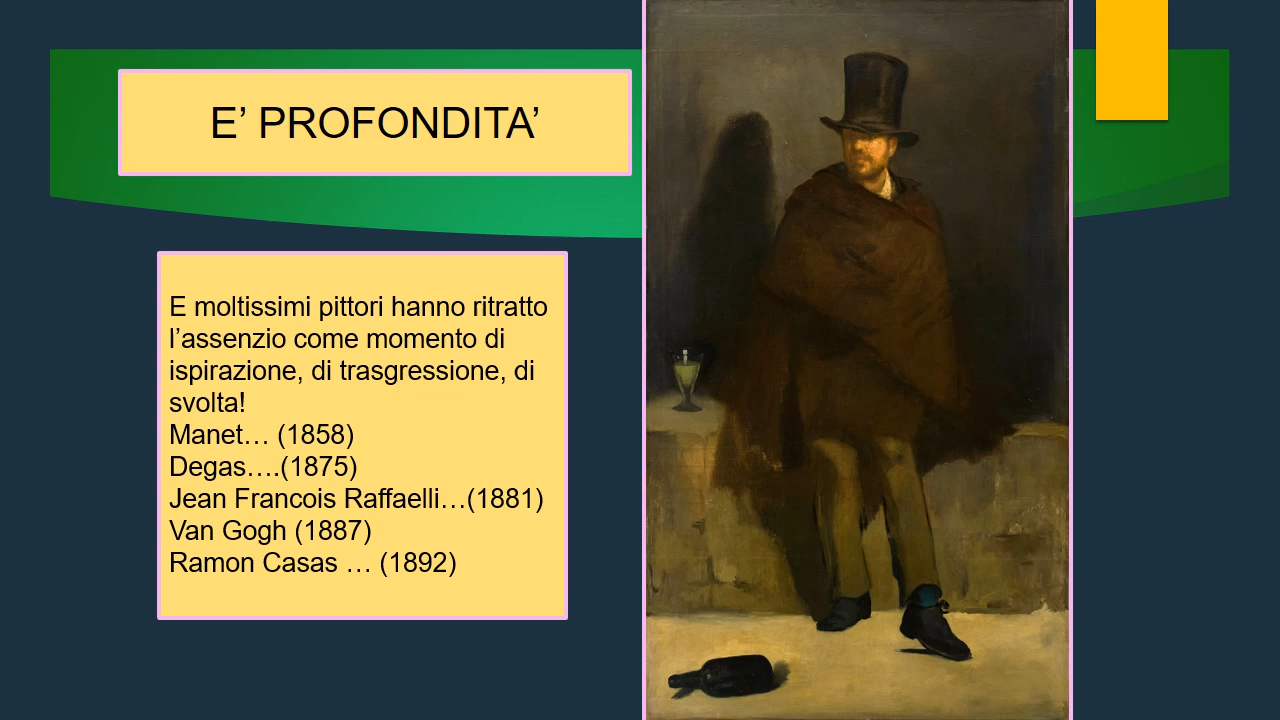 E’ PROFONDITA’
E moltissimi pittori hanno ritratto
l’assenzio come momento di
ispirazione, di trasgressione, di
svolta!
Manet… (1858)
Degas….(1875)
Jean Francois Raffaelli…(1881)
Van Gogh (1887)
Ramon Casas … (1892)